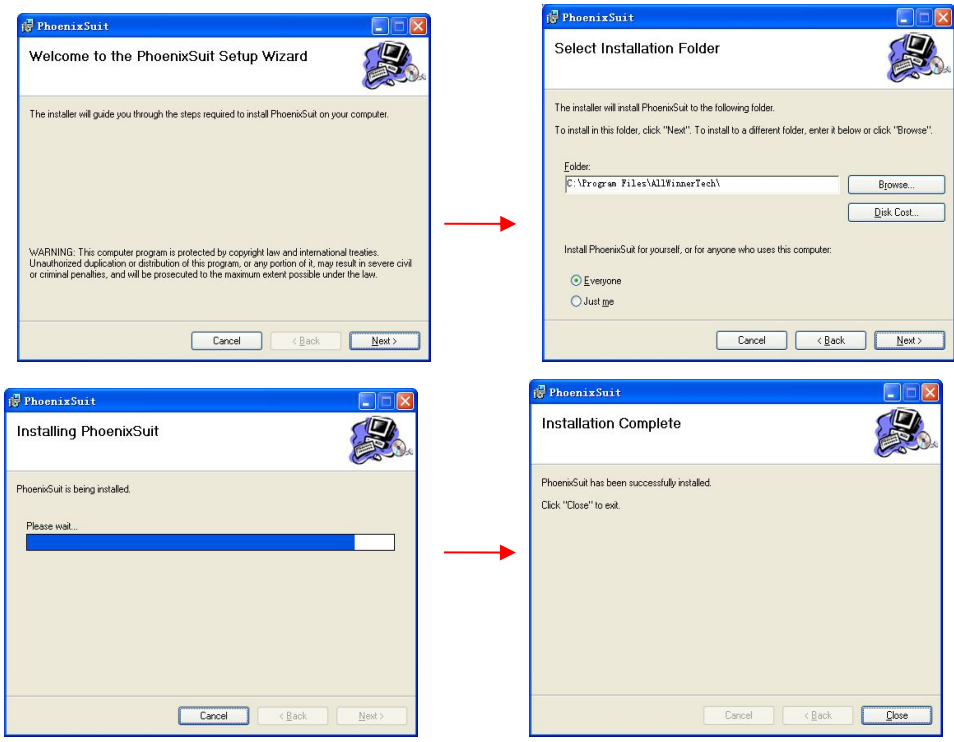 PhoenixSuit
Welcome to the PhoenixSuit Setup Wizard
The installer will guide you through the steps required to install PhoenixSuit on your computer.
WARNING: This computer program is protected by copyright law and international treaties.
Unauthorized duplication or distribution of this program, or any portion of it, may result in severe civil
or criminal penalties, and will be prosecuted to the maximum extent possible under the law.
Cancel
< Back
Next >
PhoenixSuit
Select Installation Folder
The installer will install PhoenixSuit to the following folder.
To install in this folder, click "Next". To install to a different folder, enter it below or click "Browse".
Folder:
C:\Program Files\AllWinnerTech\
Browse...
Disk Cost...
Install PhoenixSuit for yourself, or for anyone who uses this computer:
Everyone
Just me
Cancel
< Back
Next >
PhoenixSuit
Installing PhoenixSuit
PhoenixSuit is being installed.
Please wait...
Cancel
< Back
Next >
PhoenixSuit
Installation Complete
PhoenixSuit has been successfully installed.
Click "Close" to exit.
Cancel
< Back
Close